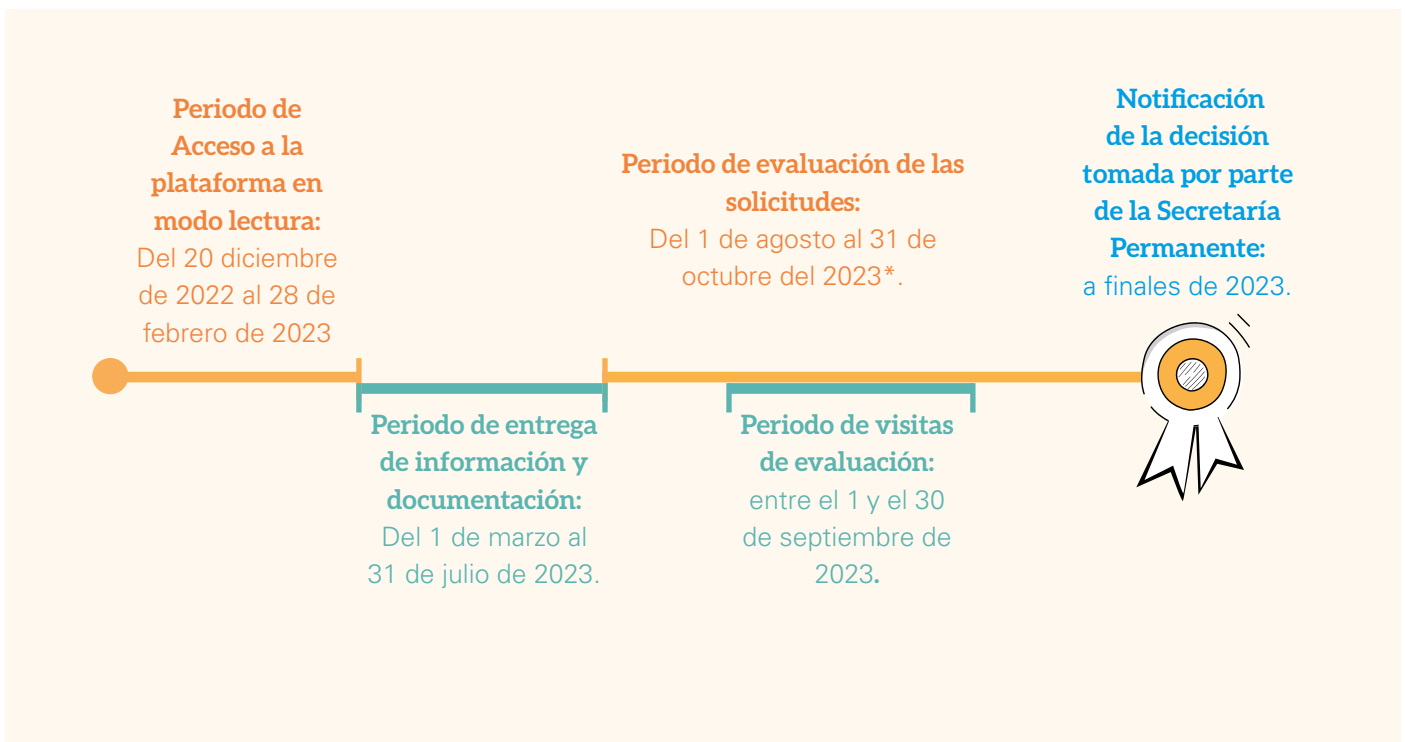 Periodo de
Acceso a la
plataforma en
modo lectura:
Del 20 diciembre
de 2022 al 28 de
febrero de 2023
Periodo de entrega
de información y
documentación:
Del 1 de marzo al
31 de julio de 2023.
Periodo de evaluación de las
solicitudes:
Del 1 de agosto al 31 de
octubre del 2023*.
Periodo de visitas
de evaluación:
entre el 1 y el 30
de septiembre de
2023.
Notificación
de la decisión
tomada por parte
de la Secretaría
Permanente:
a finales de 2023.